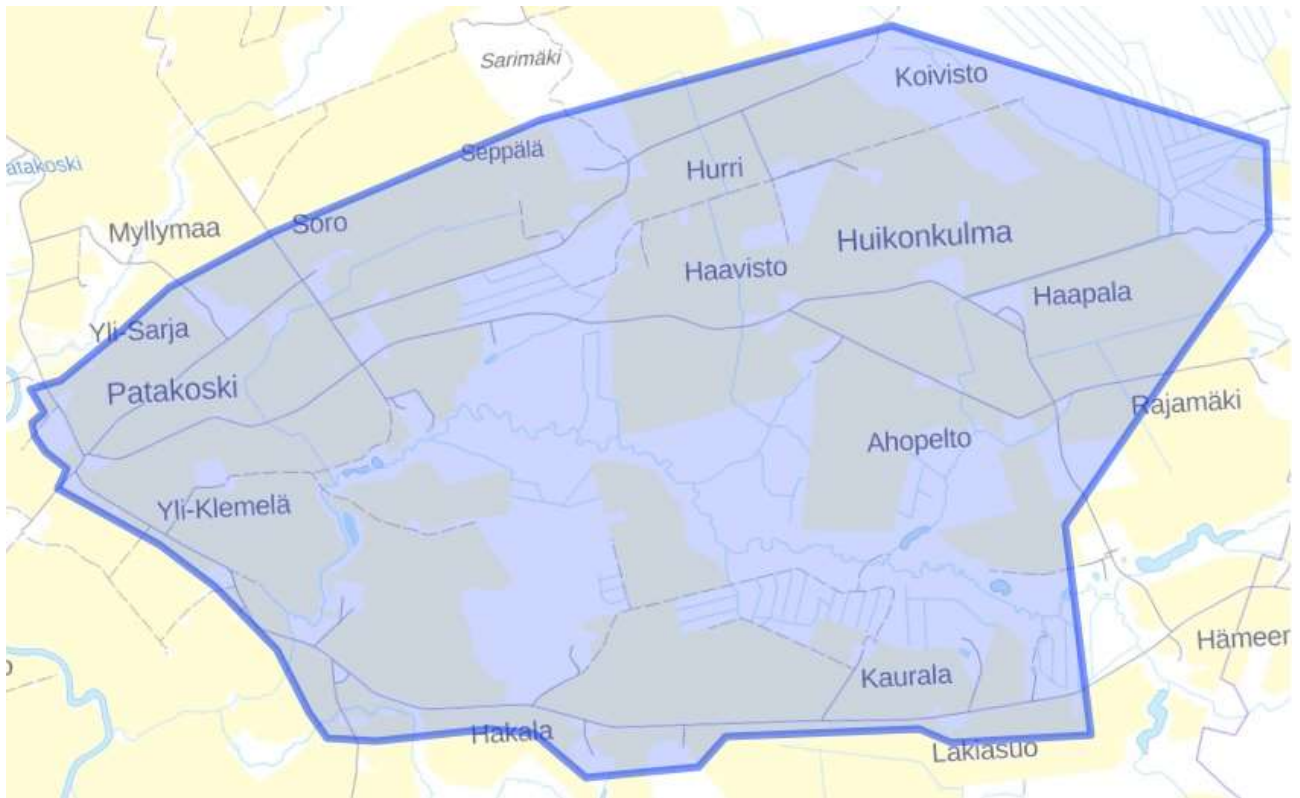 Sarimäki
Koivisto
Seppälä
atakoski
Hurri
Myllymaa
Soro
Huikonkulma
Haavisto
Haapala
Yli-Sarja
Patakoski
Rajamäki
Ahopelto
Yli-Klemelä
Hämeer
o
Kaurala
Hakala
Lakiasuo